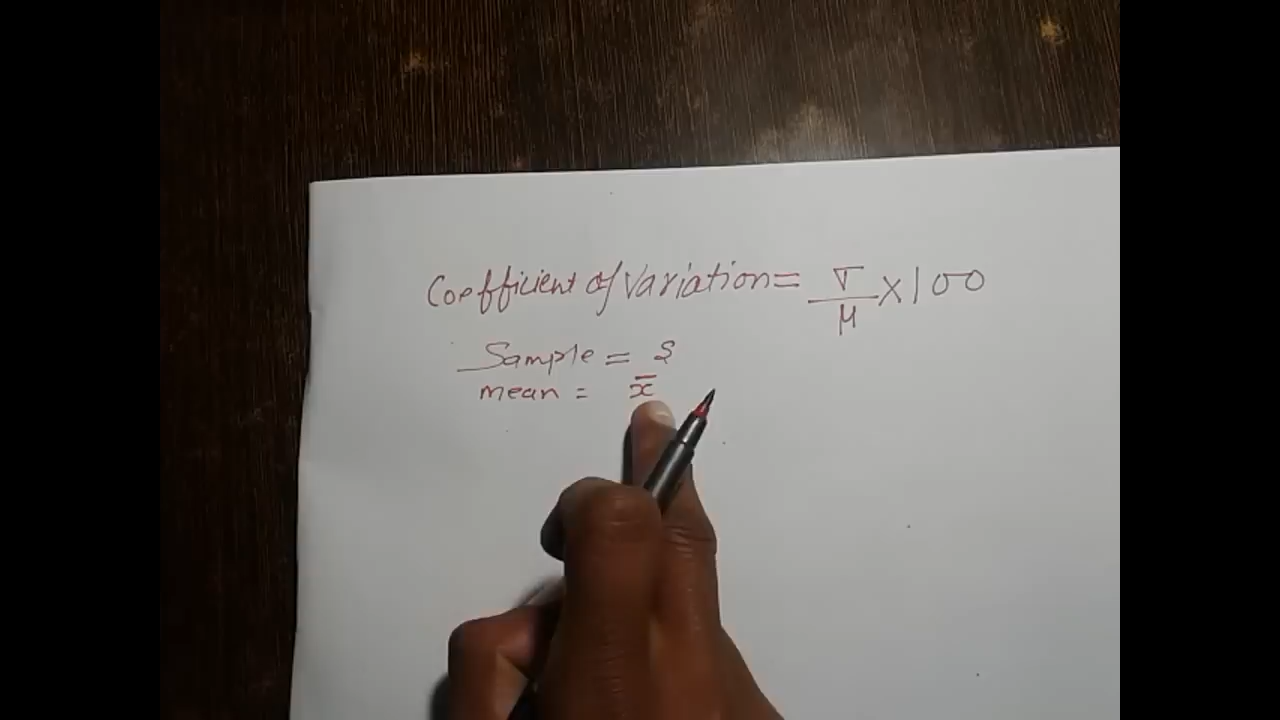 Coefficient of Variation = σ/μ × 100
Sample = s
mean = x̄